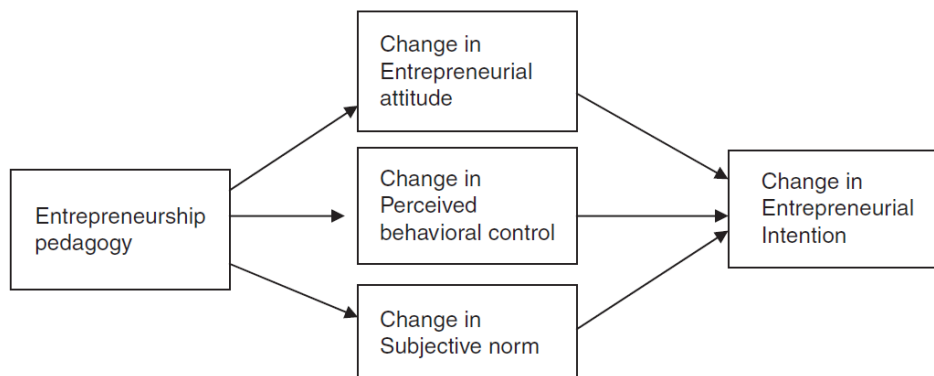 Change in
Entrepreneurial
attitude
Entrepreneurship
pedagogy
Change in
Perceived
behavioral control
Change in
Entrepreneurial
Intention
Change in
Subjective norm